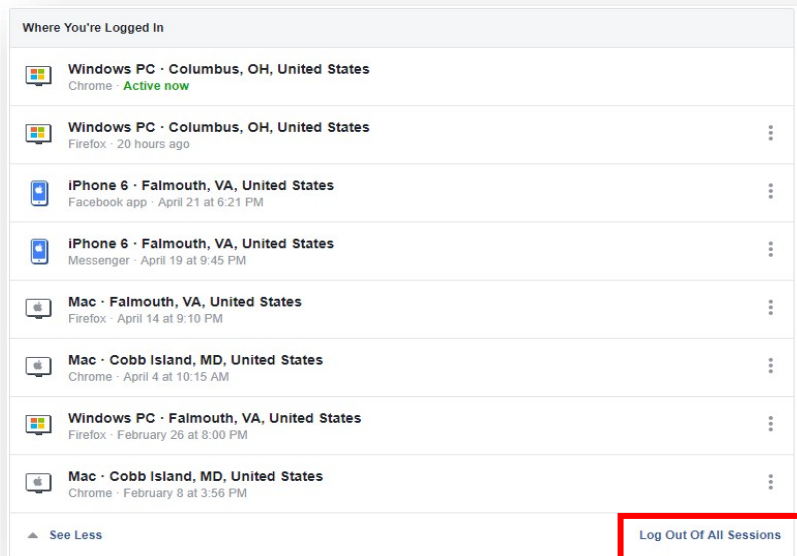 Where You're Logged In
Windows PC · Columbus, OH, United States
Chrome · Active now
Windows PC · Columbus, OH, United States
Firefox · 20 hours ago
iPhone 6 · Falmouth, VA, United States
Facebook app · April 21 at 6:21 PM
iPhone 6 · Falmouth, VA, United States
Messenger · April 19 at 9:45 PM
Mac · Falmouth, VA, United States
Firefox · April 14 at 9:10 PM
Mac · Cobb Island, MD, United States
Chrome · April 4 at 10:15 AM
Windows PC · Falmouth, VA, United States
Firefox · February 26 at 8:00 PM
Mac · Cobb Island, MD, United States
Chrome · February 8 at 3:56 PM
See Less Log Out Of All Sessions